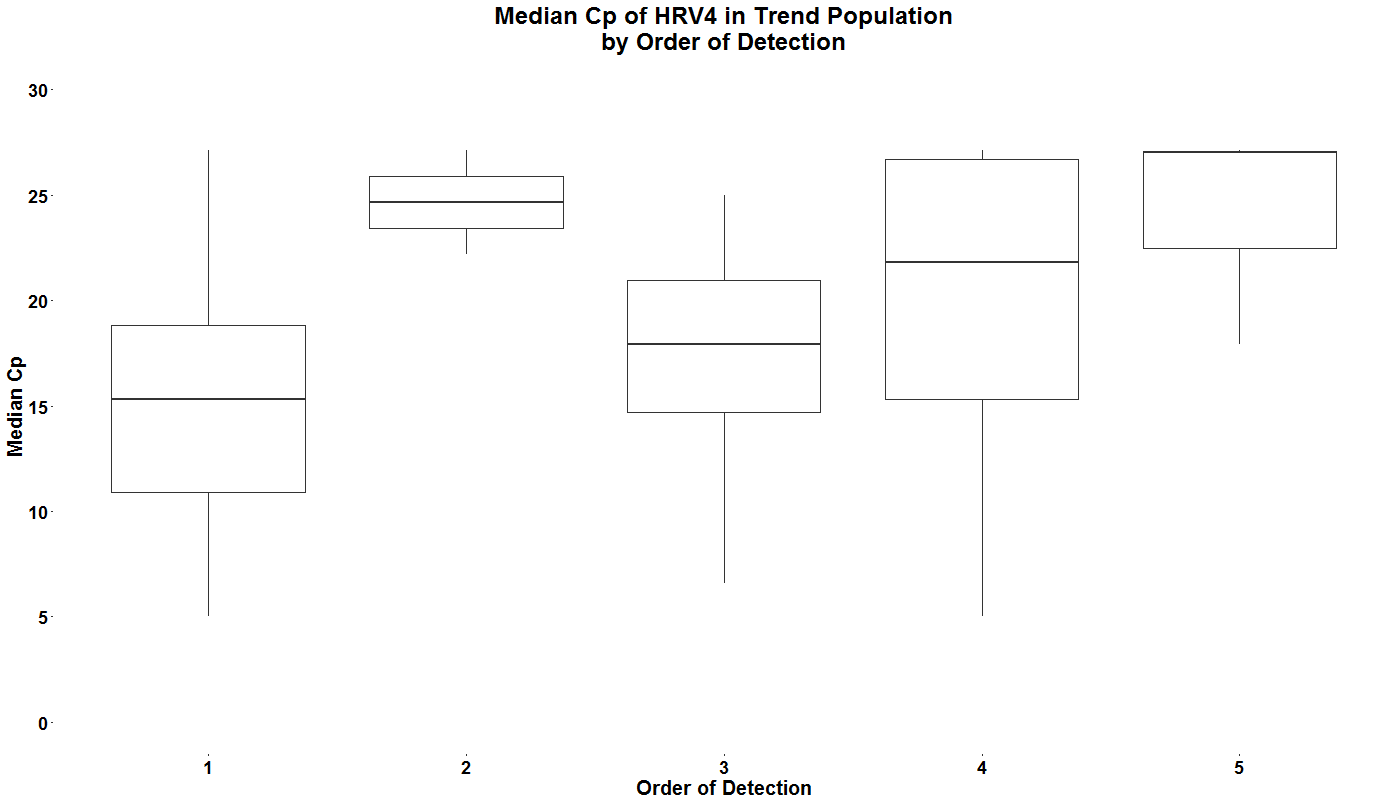 Median Cp of HRV4 in Trend Population
by Order of Detection
30
25
20
15
10
5
0
Median Cp
1 2 3 4 5
Order of Detection